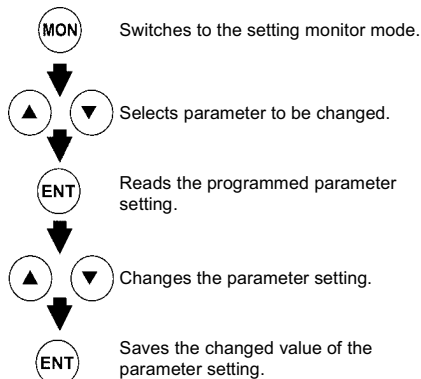 MON Switches to the setting monitor mode.
▲ ▼ Selects parameter to be changed.
ENT Reads the programmed parameter
setting.
▲ ▼ Changes the parameter setting.
ENT Saves the changed value of the
parameter setting.